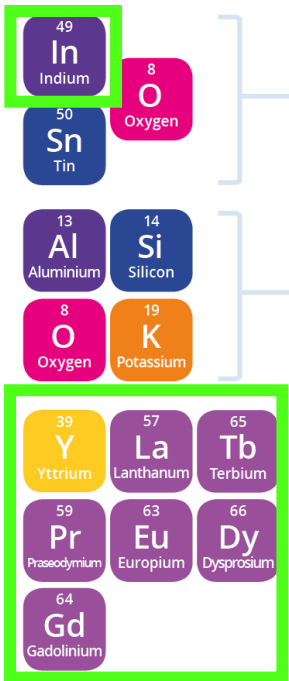 49
In
Indium
8
O
Oxygen
50
Sn
Tin
13
Al
Aluminium
14
Si
Silicon
8
O
Oxygen
19
K
Potassium
39
Y
Yttrium
57
La
Lanthanum
65
Tb
Terbium
59
Pr
Praseodymium
63
Eu
Europium
66
Dy
Dysprosium
64
Gd
Gadolinium